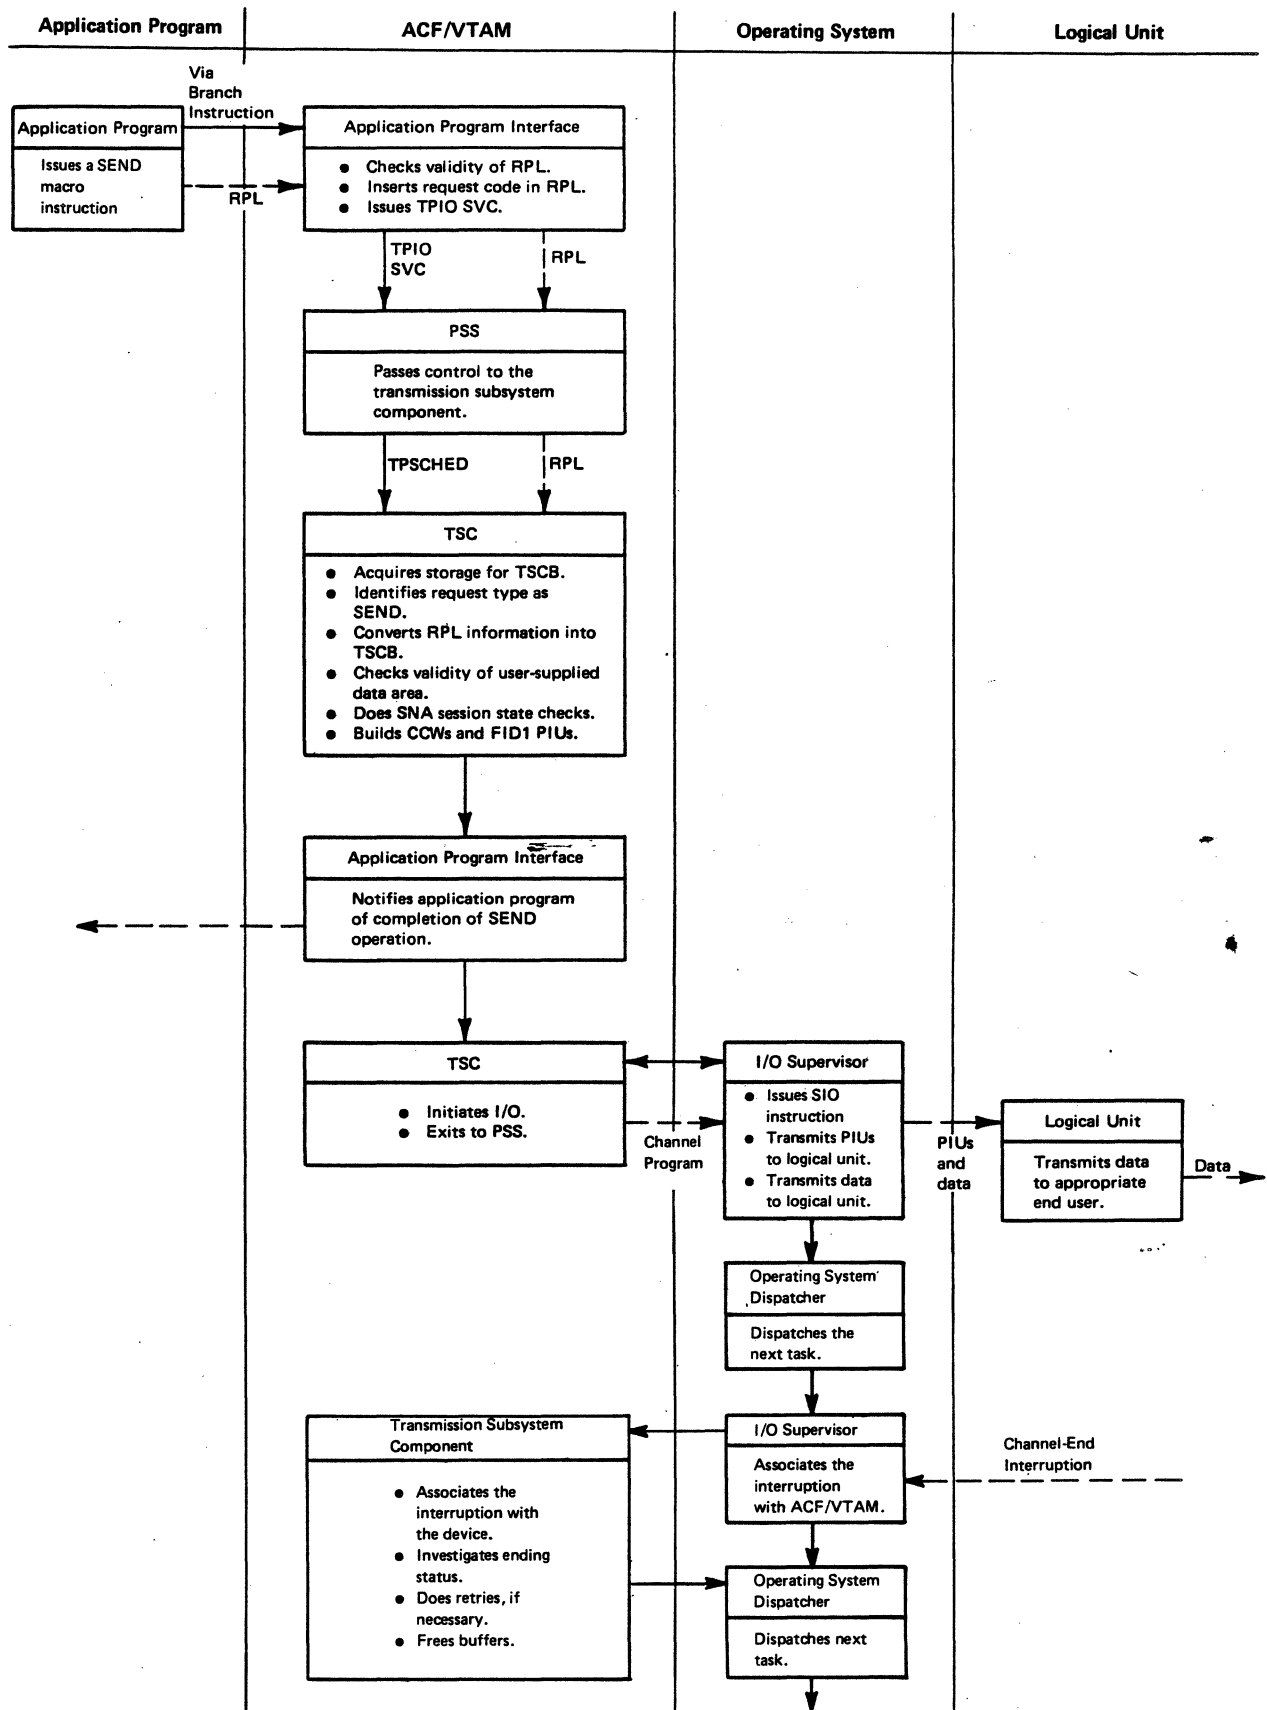 Application Program
ACF/VTAM
Operating System
Logical Unit
Via
Branch
Instruction
Application Program
Issues a SEND
macro
instruction
RPL
Application Program Interface
● Checks validity of RPL.
● Inserts request code in RPL.
● Issues TPIO SVC.
TPIO
SVC
RPL
PSS
Passes control to the
transmission subsystem
component.
TPSCHED
RPL
TSC
● Acquires storage for TSCB.
● Identifies request type as
SEND.
● Converts RPL information into
TSCB.
● Checks validity of user-supplied
data area.
● Does SNA session state checks.
● Builds CCWs and FID1 PIUs.
Application Program Interface
Notifies application program
of completion of SEND
operation.
TSC
● Initiates I/O.
● Exits to PSS.
Channel
Program
I/O Supervisor
● Issues SIO
instruction
● Transmits PIUs
to logical unit.
● Transmits data
to logical unit.
PIUs
and
data
Logical Unit
Transmits data
to appropriate
end user.
Data
Operating System
Dispatcher
Dispatches the
next task.
Transmission Subsystem
Component
● Associates the
interruption with
the device.
● Investigates ending
status.
● Does retries, if
necessary.
● Frees buffers.
I/O Supervisor
Associates the
interruption
with ACF/VTAM.
Channel-End
Interruption
Operating System
Dispatcher
Dispatches next
task.